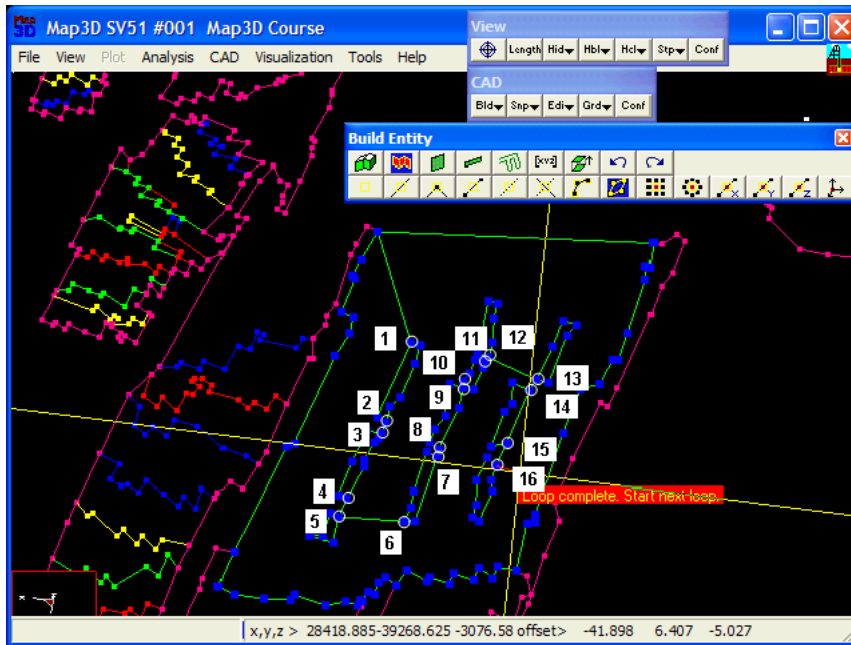 Map3D SV51 #001 Map3D Course
File View Plot Analysis CAD Visualization Tools Help
View
Length Hid Hbl Hcl Stp Conf
CAD
Bld Snp Edi Grd Conf
Build Entity
[xyz]
X Y Z
1
11
12
10
13
2
9
14
3
8
15
7
16
4
Loop complete. Start next loop.
5
6
x,y,z > 28418.885-39268.625 -3076.58 offset> -41.898 6.407 -5.027